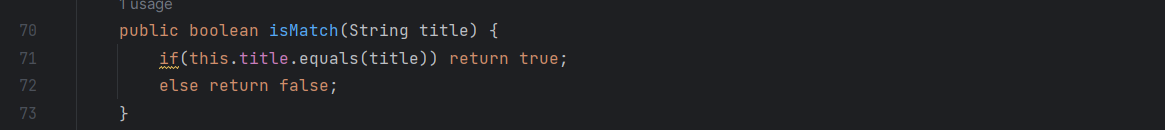 1 usage
70 public boolean isMatch(String title) {
71 if(this.title.equals(title)) return true;
72 else return false;
73 }